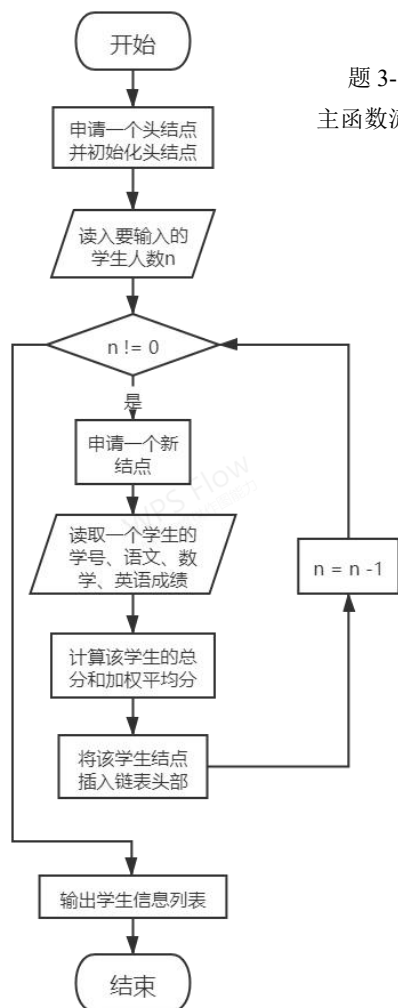 开始
题 3-
主函数流
申请一个头结点
并初始化头结点
读入要输入的
学生人数n
n != 0
是
申请一个新
结点
WPS Flow
读取一个学生的
学号、语文、数
学、英语成绩
n = n -1
计算该学生的总
分和加权平均分
将该学生结点
插入链表头部
输出学生信息列表
结束